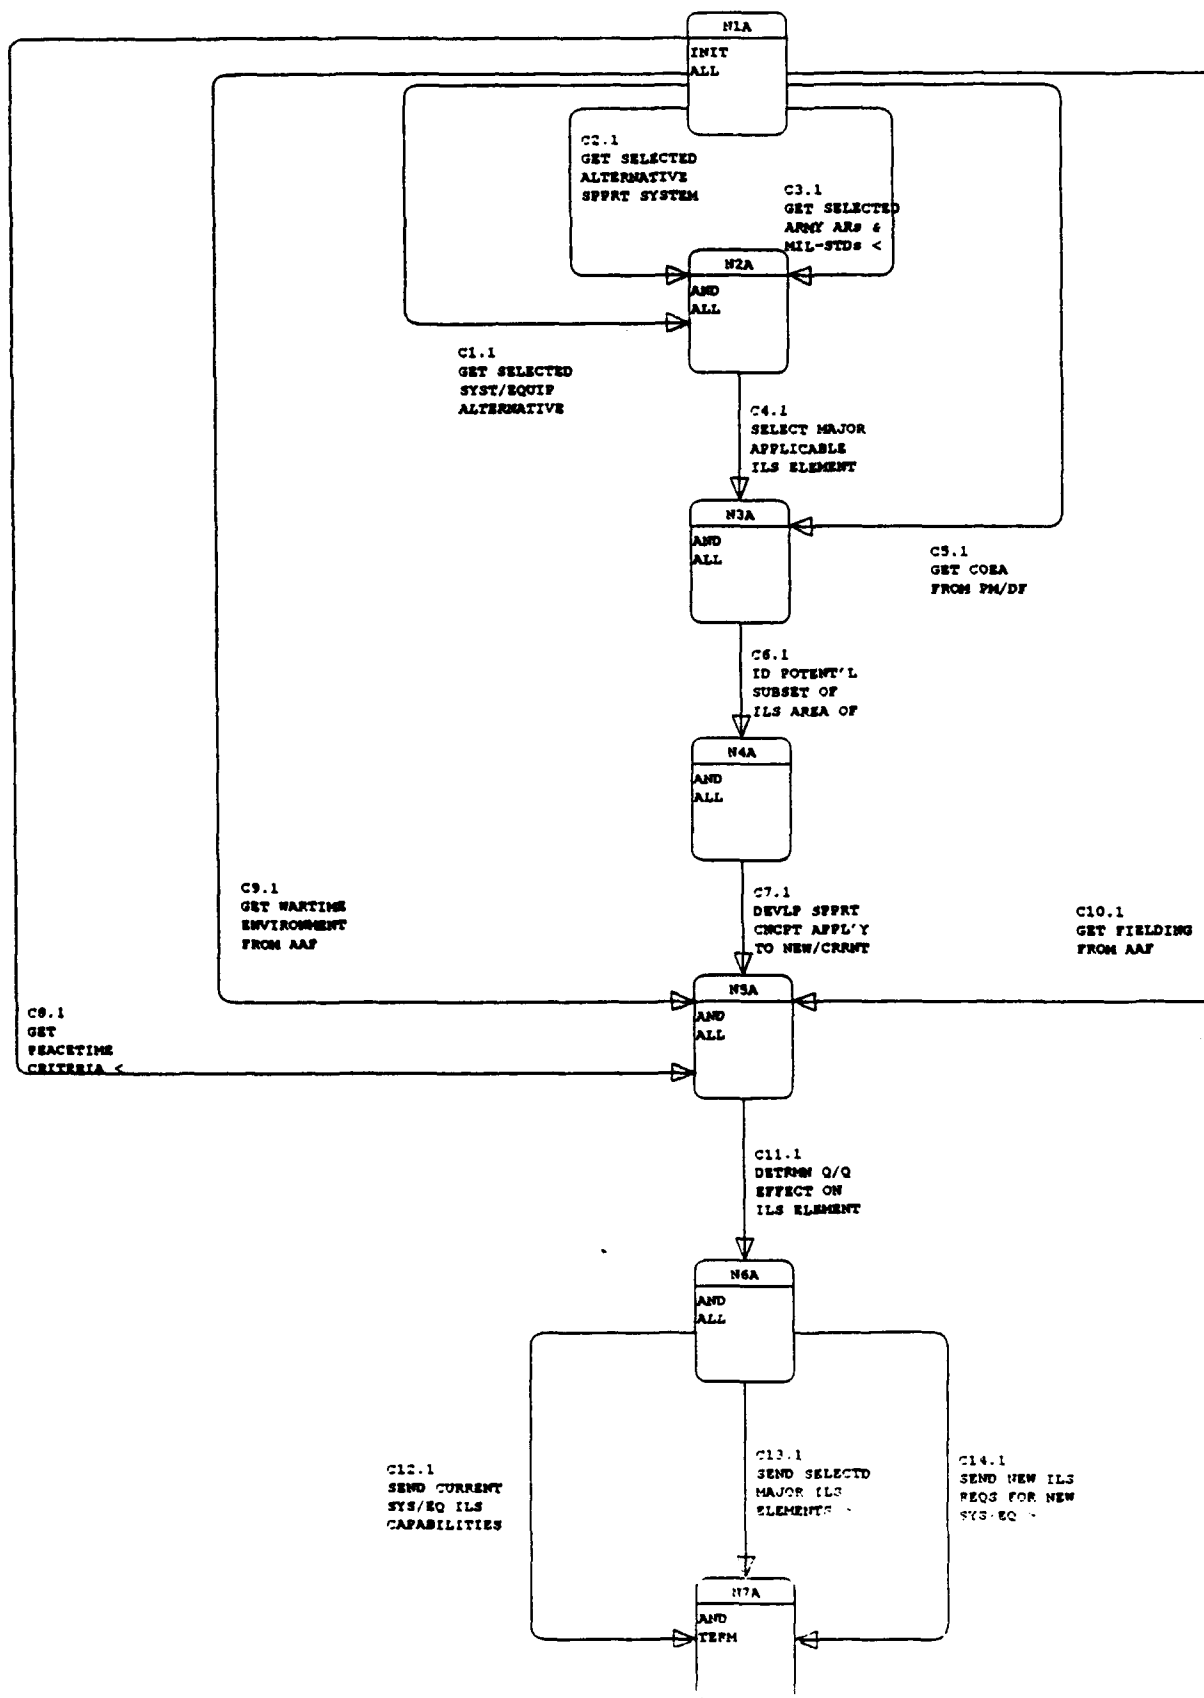 N1A
INIT
ALL
C2.1
GET SELECTED
ALTERNATIVE
SPPRT SYSTEM
C3.1
GET SELECTED
ARMY ARs &
MIL-STDs <
N2A
AND
ALL
C1.1
GET SELECTED
SYST/EQUIP
ALTERNATIVE
C4.1
SELECT MAJOR
APPLICABLE
ILS ELEMENT
N3A
AND
ALL
C5.1
GET COEA
FROM PM/DF
C6.1
ID POTENT'L
SUBSET OF
ILS AREA OF
N4A
AND
ALL
C9.1
GET WARTIME
ENVIRONMENT
FROM AAF
C7.1
DEVLP SPPRT
CNCPT APPL'Y
TO NEW/CRRNT
C10.1
GET FIELDING
FROM AAF
N5A
AND
ALL
C8.1
GET
PEACETIME
CRITERIA <
C11.1
DETRMN Q/Q
EFFECT ON
ILS ELEMENT
N6A
AND
ALL
C12.1
SEND CURRENT
SYS/EQ ILS
CAPABILITIES
C13.1
SEND SELECTD
MAJOR ILS
ELEMENTS >
C14.1
SEND NEW ILS
REQS FOR NEW
SYS/EQ >
N7A
AND
TERM